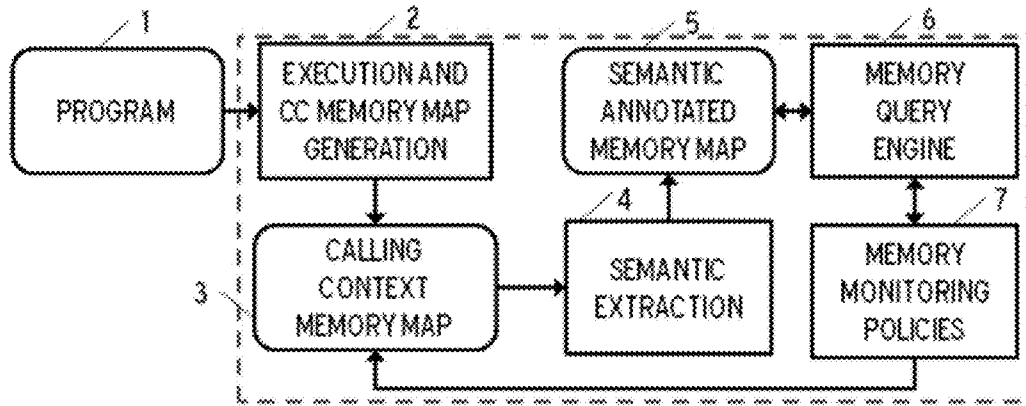 1
PROGRAM
2
EXECUTION AND
CC MEMORY MAP
GENERATION
5
SEMANTIC
ANNOTATED
MEMORY MAP
6
MEMORY
QUERY
ENGINE
3
CALLING
CONTEXT
MEMORY MAP
4
SEMANTIC
EXTRACTION
7
MEMORY
MONITORING
POLICIES